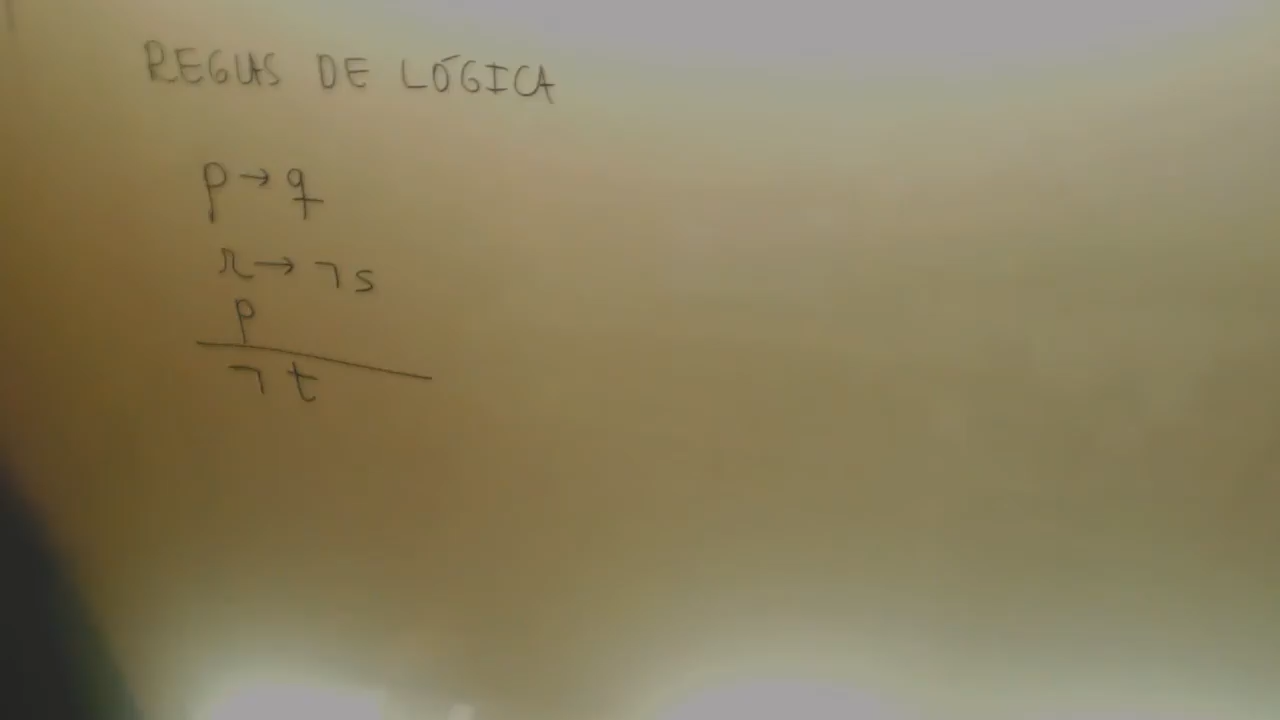 REGLAS DE LÓGICA
p → q
r → ¬ s
p
¬ t